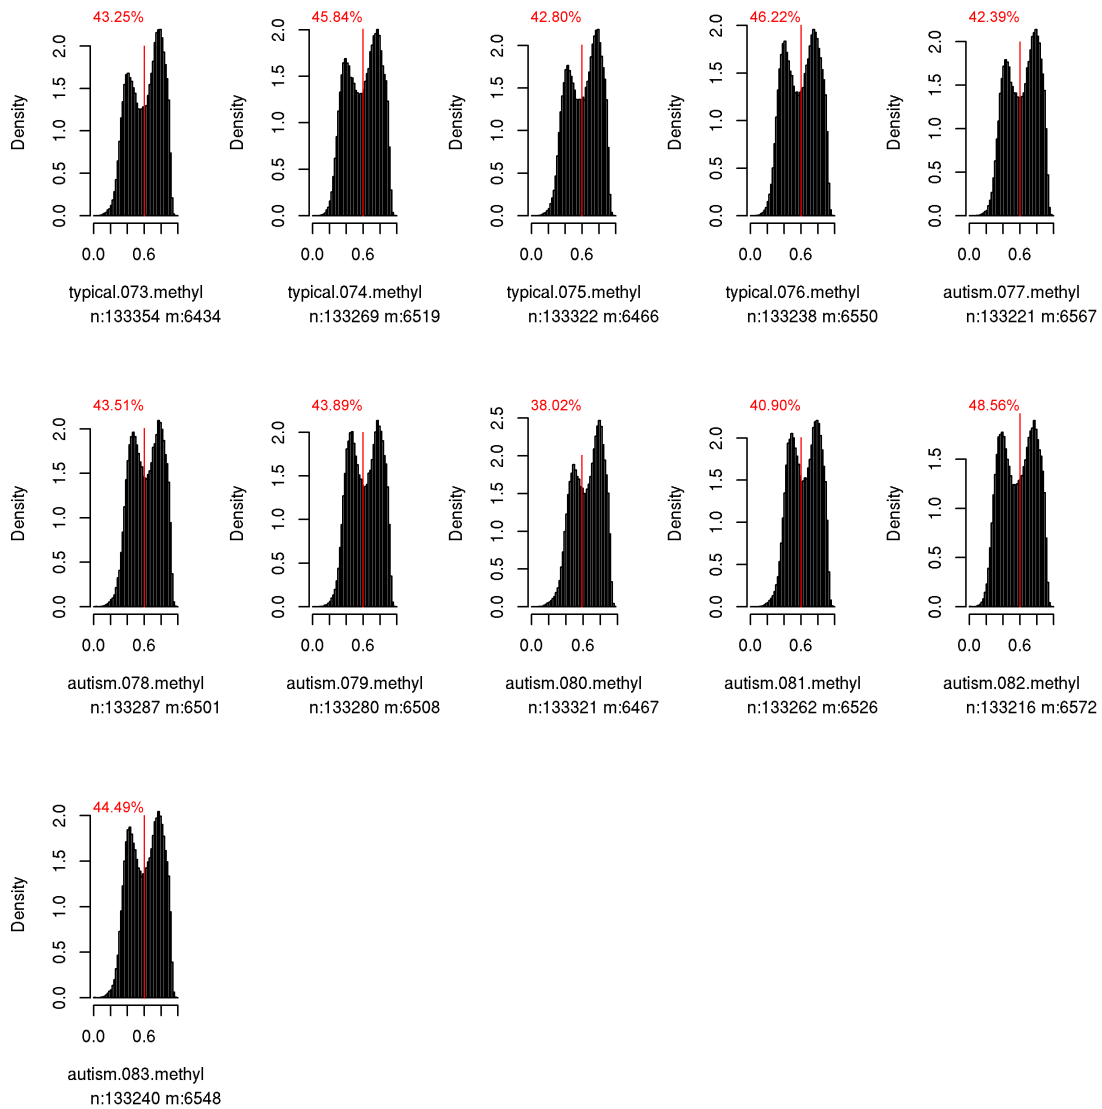 43.25%
45.84%
42.80%
46.22%
42.39%
Density
0.0 0.5 1.0 1.5 2.0
Density
0.0 0.5 1.0 1.5 2.0
Density
0.0 0.5 1.0 1.5 2.0
Density
0.0 0.5 1.0 1.5 2.0
Density
0.0 0.5 1.0 1.5 2.0
0.0 0.6
0.0 0.6
0.0 0.6
0.0 0.6
0.0 0.6
typical.073.methyl
typical.074.methyl
typical.075.methyl
typical.076.methyl
autism.077.methyl
n:133354 m:6434
n:133269 m:6519
n:133322 m:6466
n:133238 m:6550
n:133221 m:6567
43.51%
43.89%
38.02%
40.90%
48.56%
Density
0.0 0.5 1.0 1.5 2.0
Density
0.0 0.5 1.0 1.5 2.0
Density
0.0 0.5 1.0 1.5 2.0 2.5
Density
0.0 0.5 1.0 1.5 2.0
Density
0.0 0.5 1.0 1.5
0.0 0.6
0.0 0.6
0.0 0.6
0.0 0.6
0.0 0.6
autism.078.methyl
autism.079.methyl
autism.080.methyl
autism.081.methyl
autism.082.methyl
n:133287 m:6501
n:133280 m:6508
n:133321 m:6467
n:133262 m:6526
n:133216 m:6572
44.49%
Density
0.0 0.5 1.0 1.5 2.0
0.0 0.6
autism.083.methyl
n:133240 m:6548